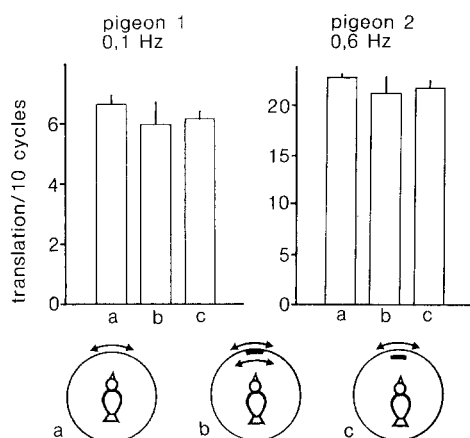 pigeon 1
0,1 Hz
pigeon 2
0,6 Hz
translation/10 cycles
6
4
2
0
a
b
c
20
15
10
5
0
a
b
c
a
b
c